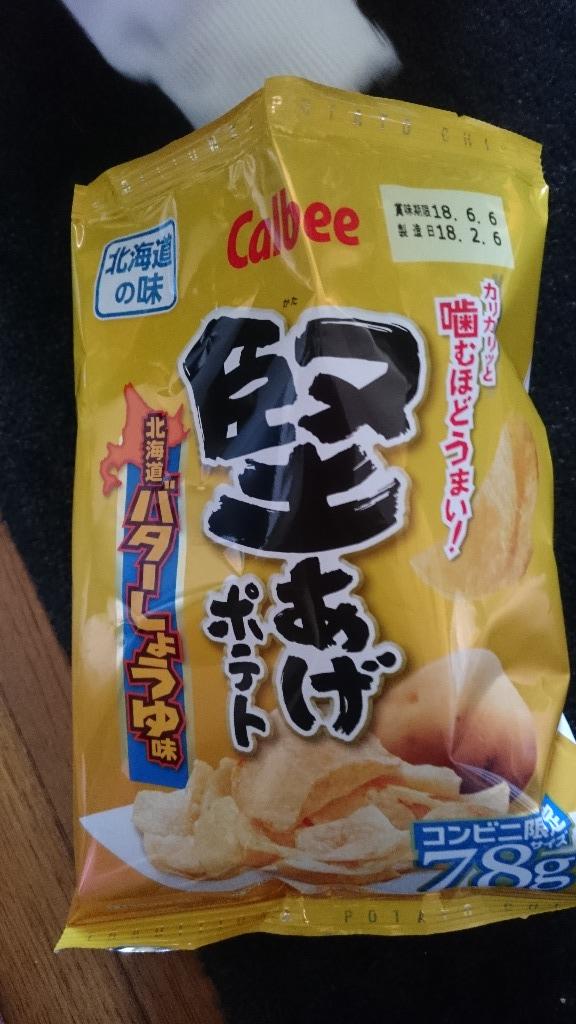 POTATO CHI
Calbee
賞味期限18.6.6
製造日18.2.6
北海道
の味
カリカリッと
噛むほどうまい!
かた
堅あげ
ポテト
北海道
バターしょうゆ味
コンビニ限定
サイズ
78g
POTA